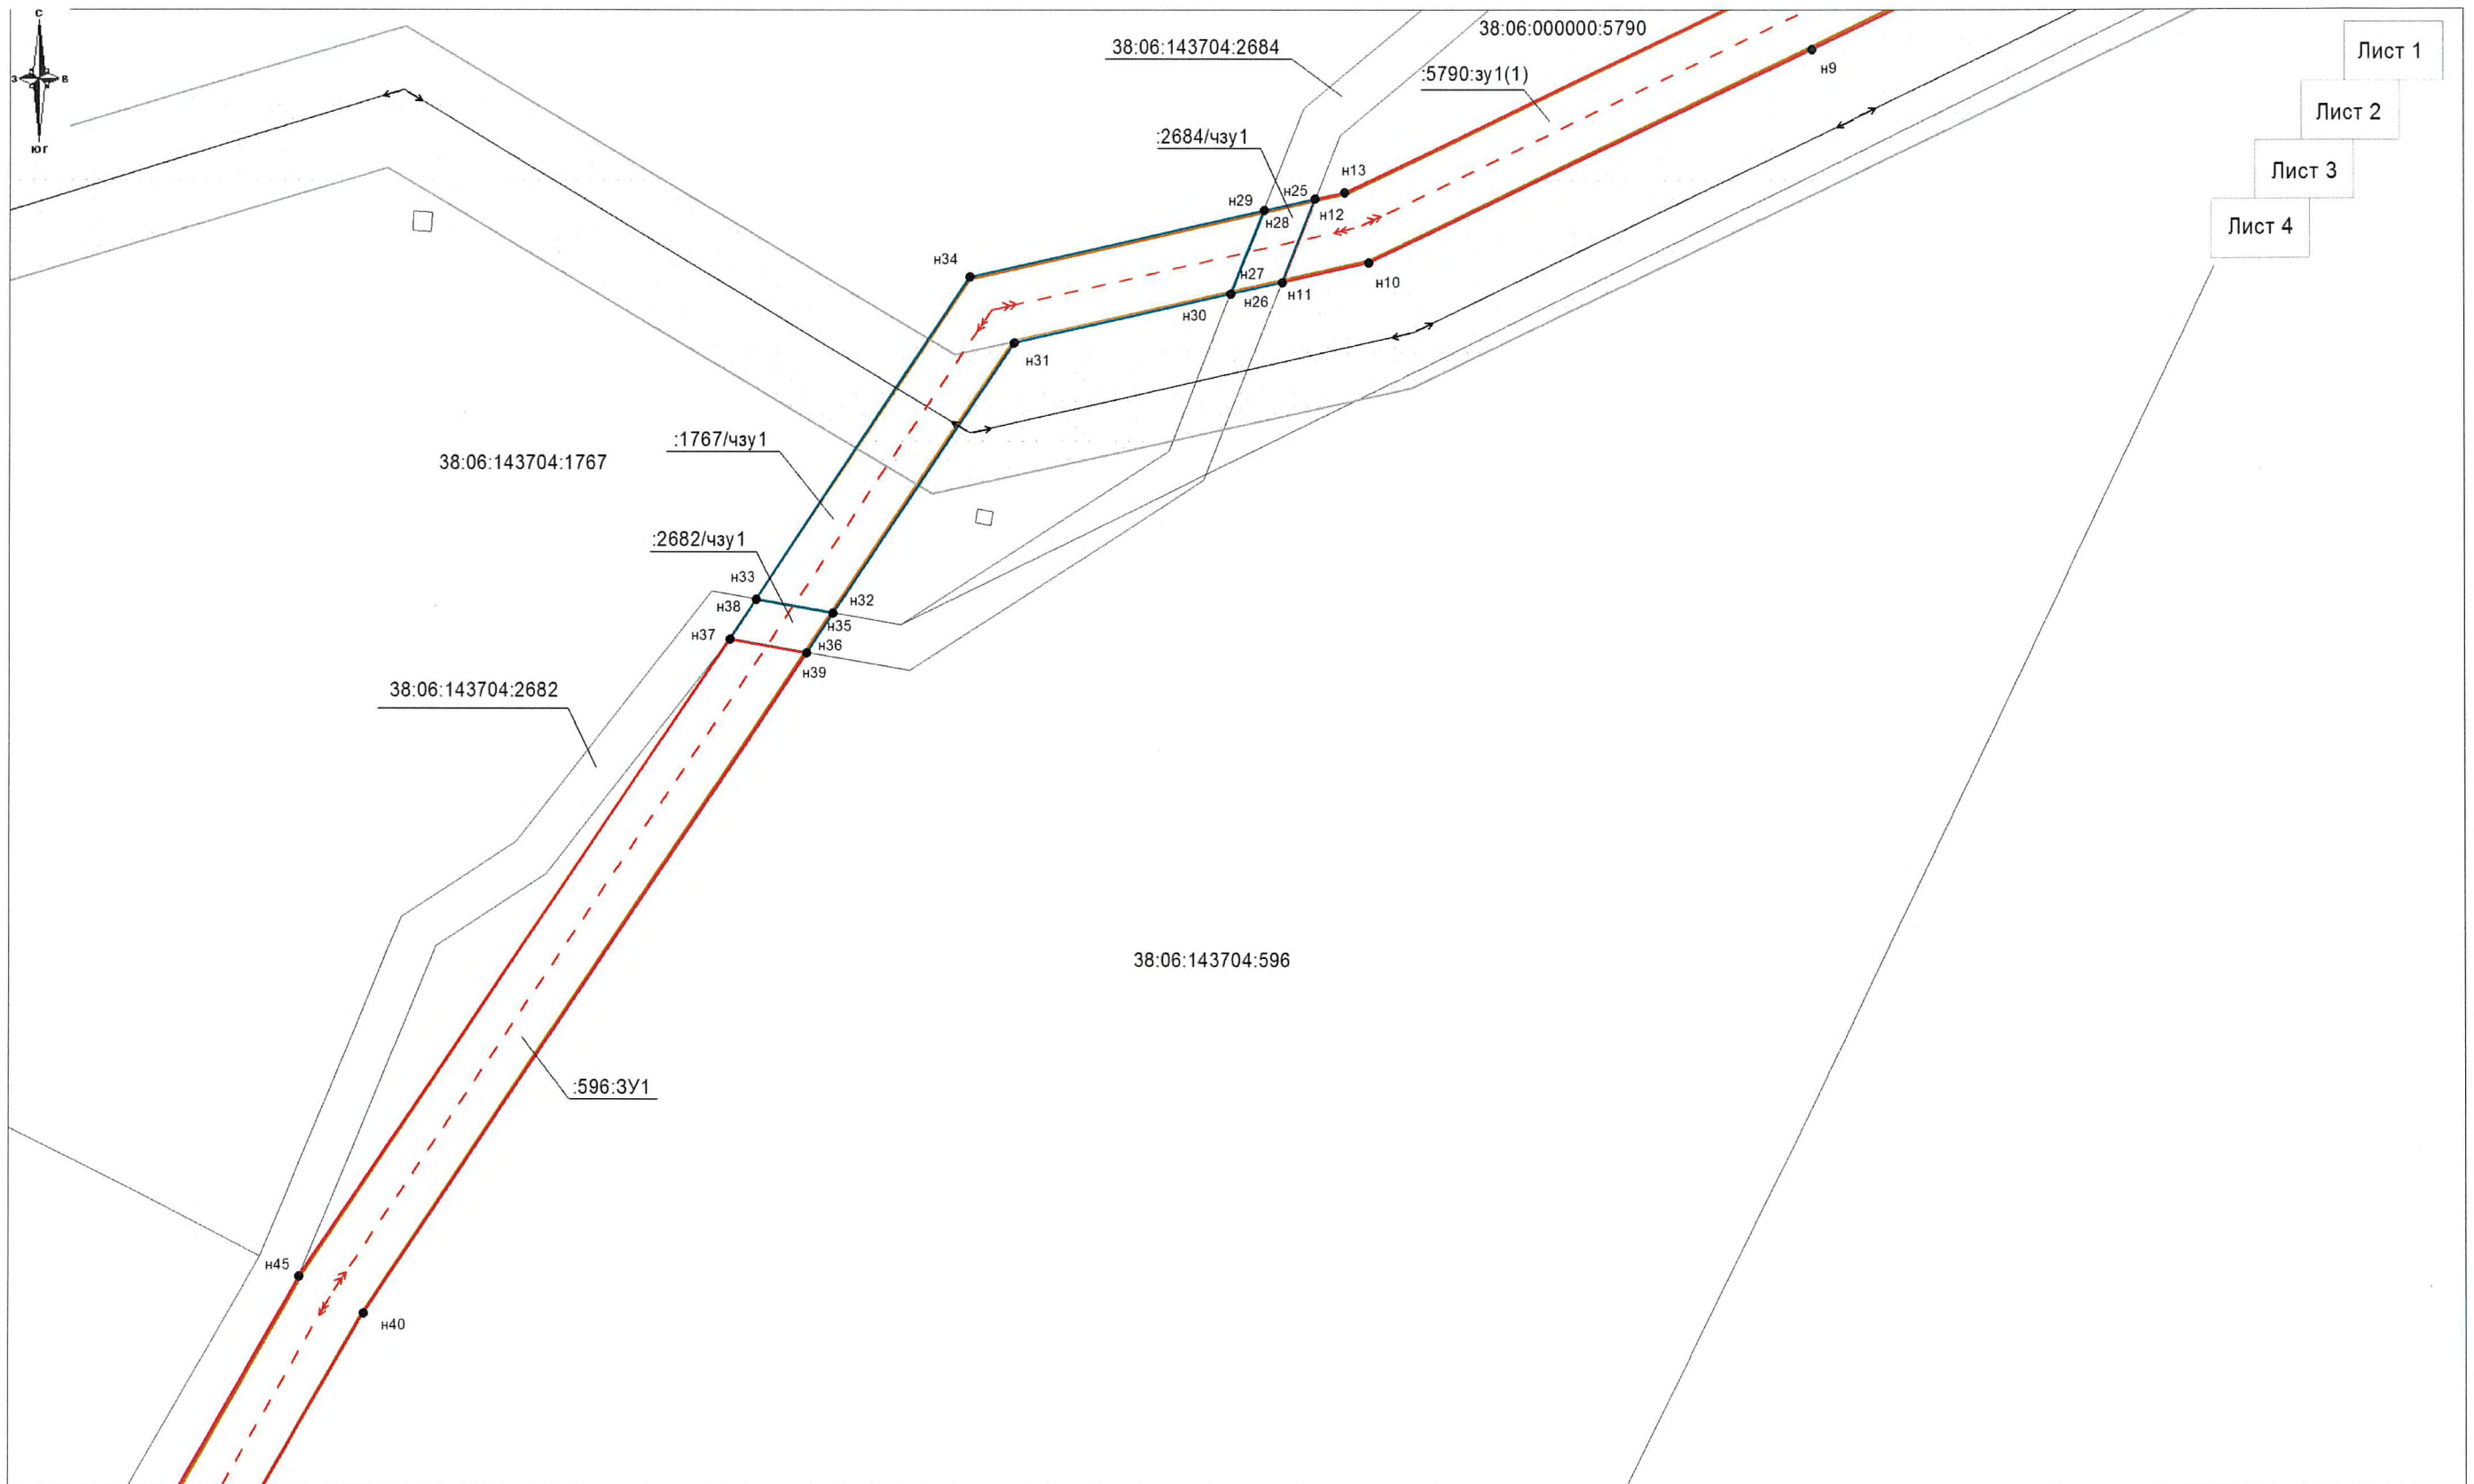 С
З В
ЮГ
38:06:143704:2684
38:06:000000:5790
:5790:зу1(1)
:2684/чзу1
н9
Лист 1
Лист 2
Лист 3
Лист 4
н13
н25
н12
н29
н28
н34
н27
н11
н10
н26
н30
н31
:1767/чзу1
38:06:143704:1767
:2682/чзу1
н33
н38
н32
н35
н37
н36
н39
38:06:143704:2682
38:06:143704:596
:596:ЗУ1
н45
н40